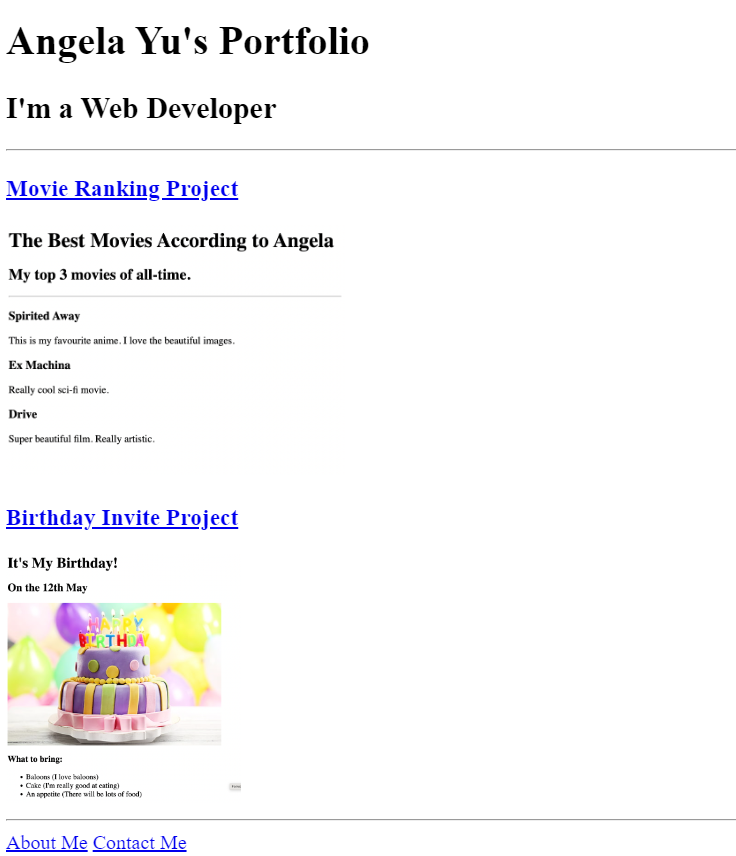 Angela Yu's Portfolio
I'm a Web Developer
Movie Ranking Project
The Best Movies According to Angela
My top 3 movies of all-time.
Spirited Away
This is my favourite anime. I love the beautiful images.
Ex Machina
Really cool sci-fi movie.
Drive
Super beautiful film. Really artistic.
Birthday Invite Project
It's My Birthday!
On the 12th May
HAPPY
BIRTHDAY
What to bring:
Baloons (I love baloons)
Cake (I'm really good at eating)
An appetite (There will be lots of food)
About Me Contact Me